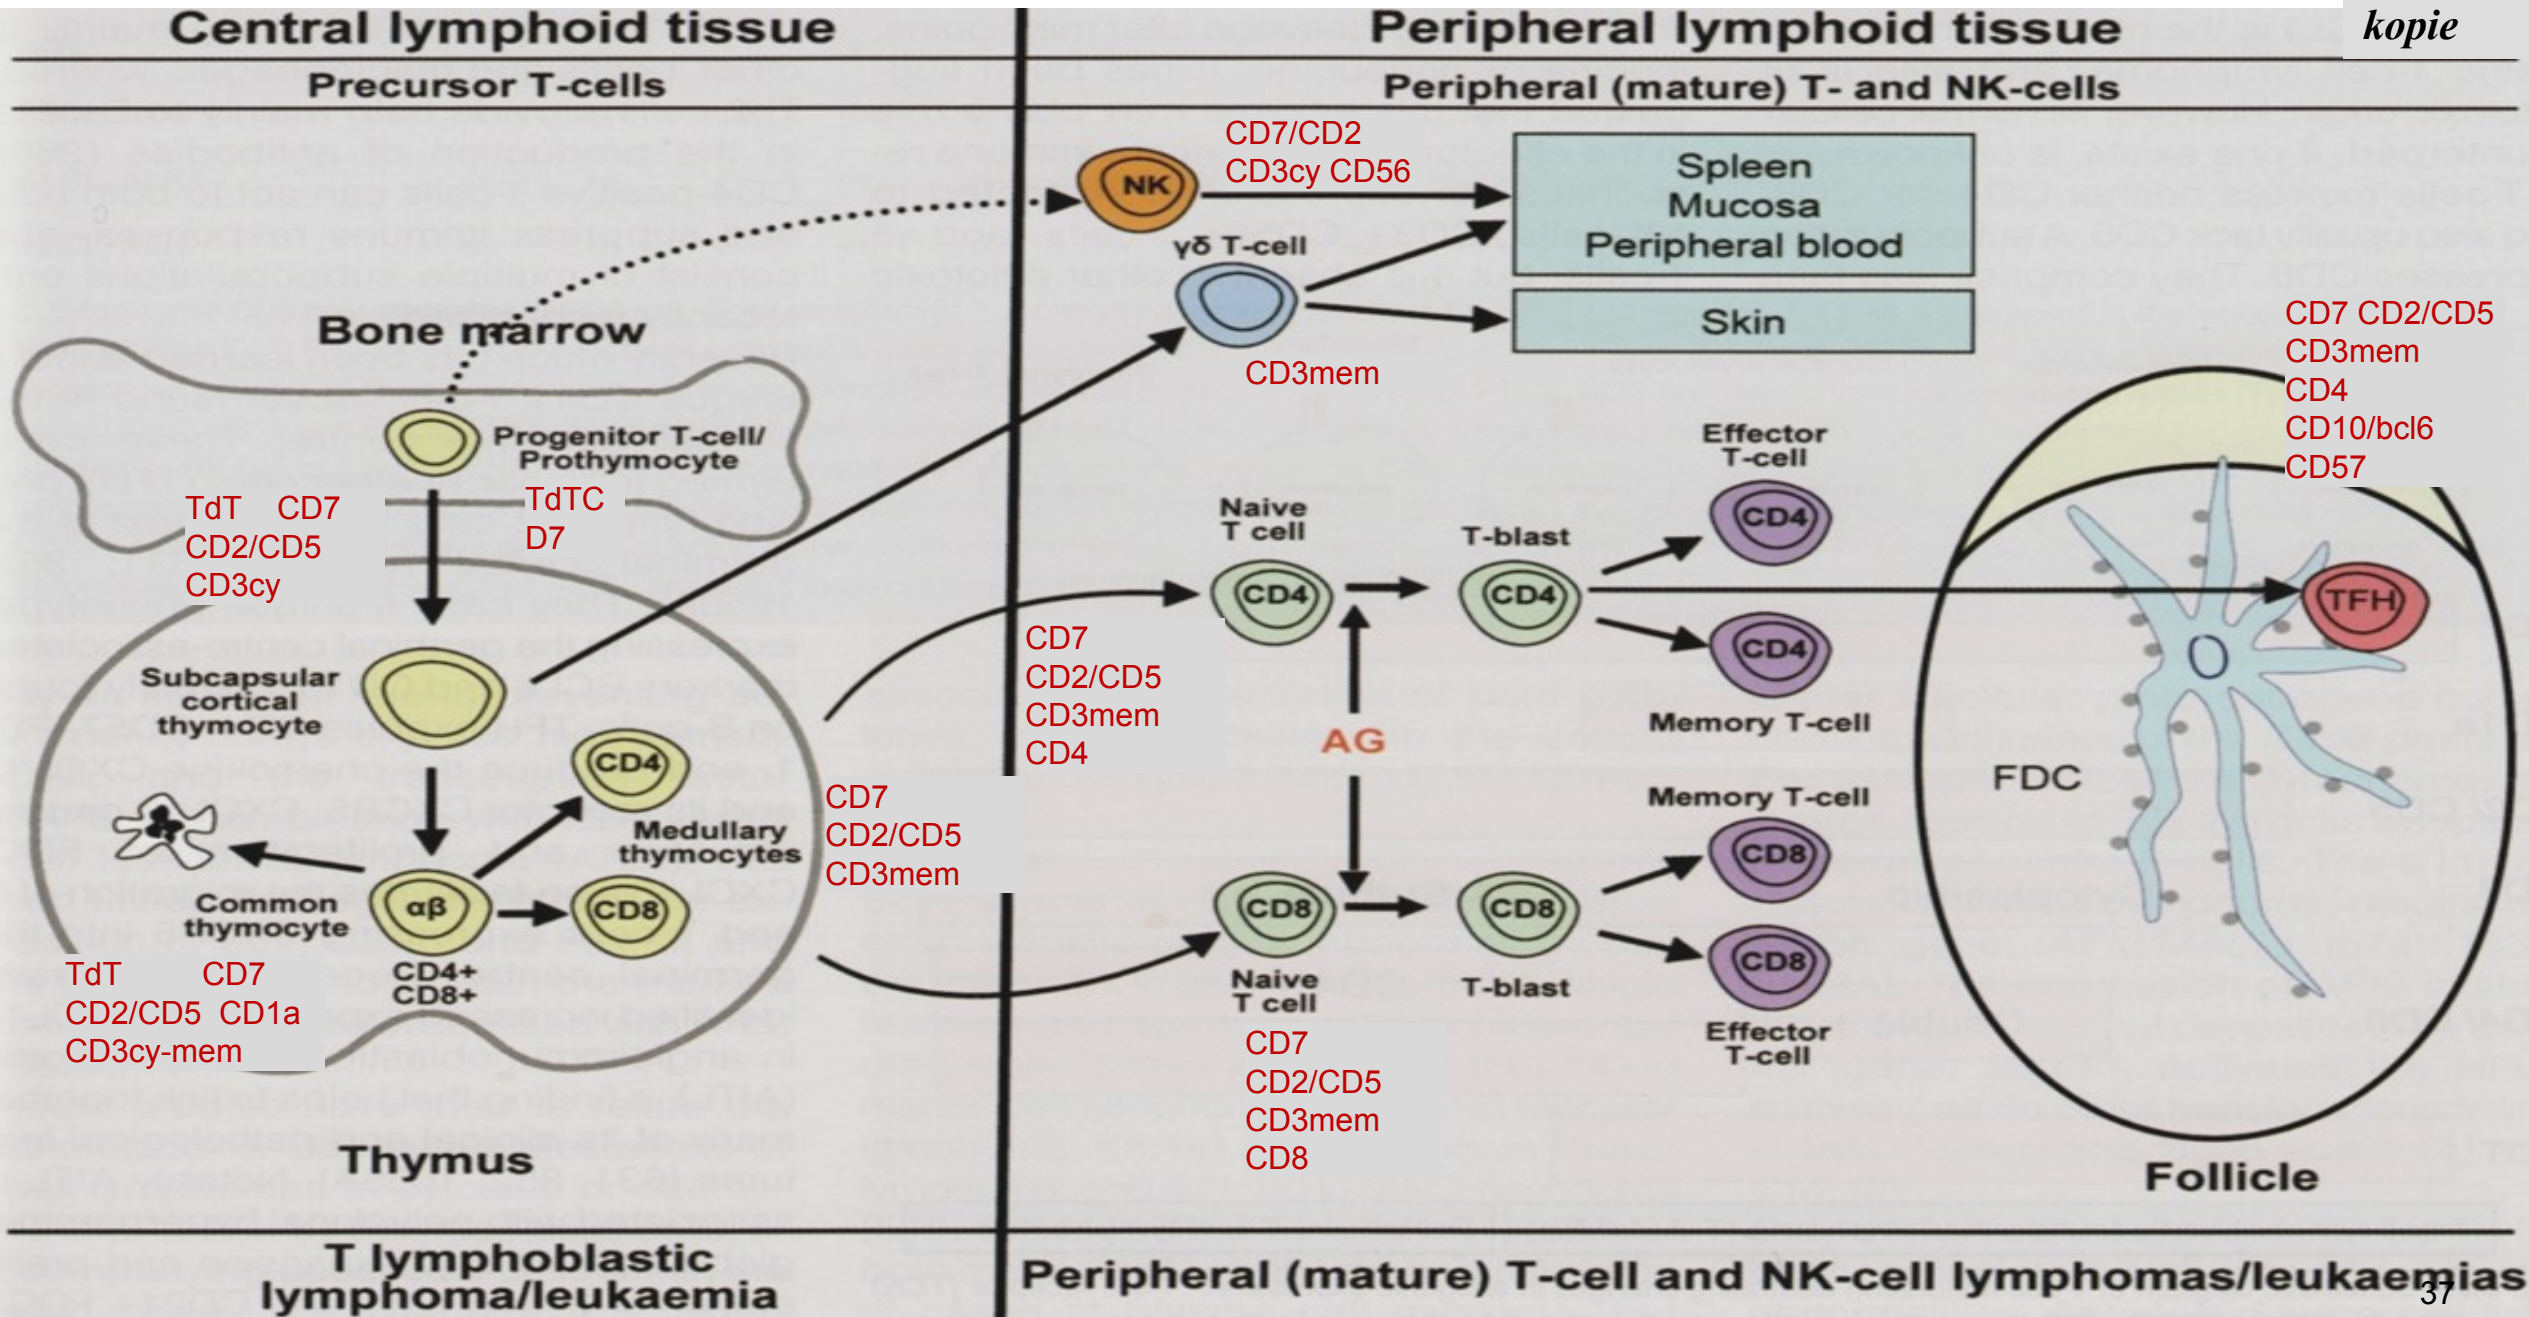 Central lymphoid tissue
Peripheral lymphoid tissue
kopie
Precursor T-cells
Peripheral (mature) T- and NK-cells
CD7/CD2
CD3cy CD56
NK
Spleen
Mucosa
Peripheral blood
γδ T-cell
Skin
CD3mem
Bone marrow
Progenitor T-cell/
Prothymocyte
TdT CD7
CD2/CD5
CD3cy
TdTC
D7
Subcapsular
cortical
thymocyte
CD4
Medullary
thymocytes
CD8
αβ
Common
thymocyte
CD4+
CD8+
TdT CD7
CD2/CD5 CD1a
CD3cy-mem
Thymus
CD7
CD2/CD5
CD3mem
CD7
CD2/CD5
CD3mem
CD4
Naive
T cell
CD4
T-blast
CD4
Effector
T-cell
CD4
CD4
Memory T-cell
AG
Memory T-cell
CD8
CD8
Naive
T cell
CD8
T-blast
CD8
Effector
T-cell
CD7
CD2/CD5
CD3mem
CD8
CD7 CD2/CD5
CD3mem
CD4
CD10/bcl6
CD57
TFH
FDC
Follicle
T lymphoblastic
lymphoma/leukaemia
Peripheral (mature) T-cell and NK-cell lymphomas/leukaemias
37